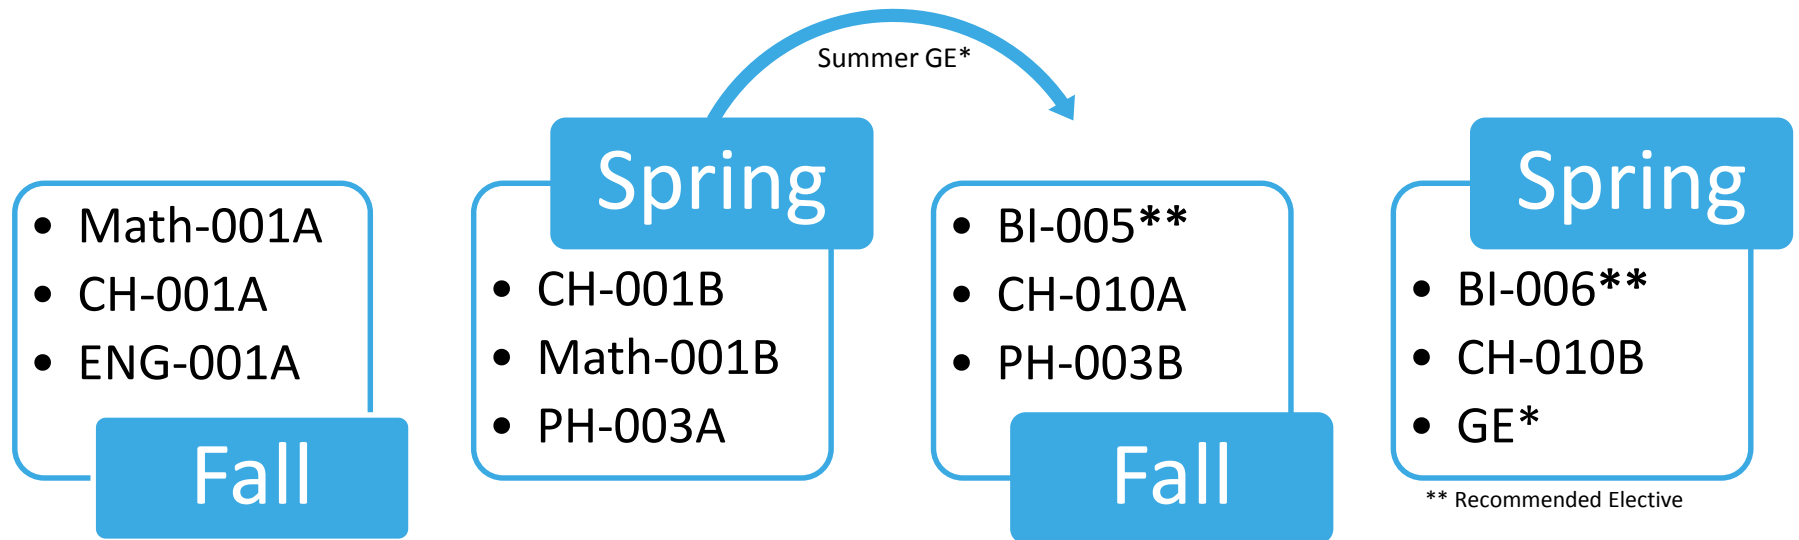 Summer GE*
• Math-001A
• CH-001A
• ENG-001A
Fall
Spring
• CH-001B
• Math-001B
• PH-003A
• BI-005**
• CH-010A
• PH-003B
Fall
Spring
• BI-006**
• CH-010B
• GE*
** Recommended Elective